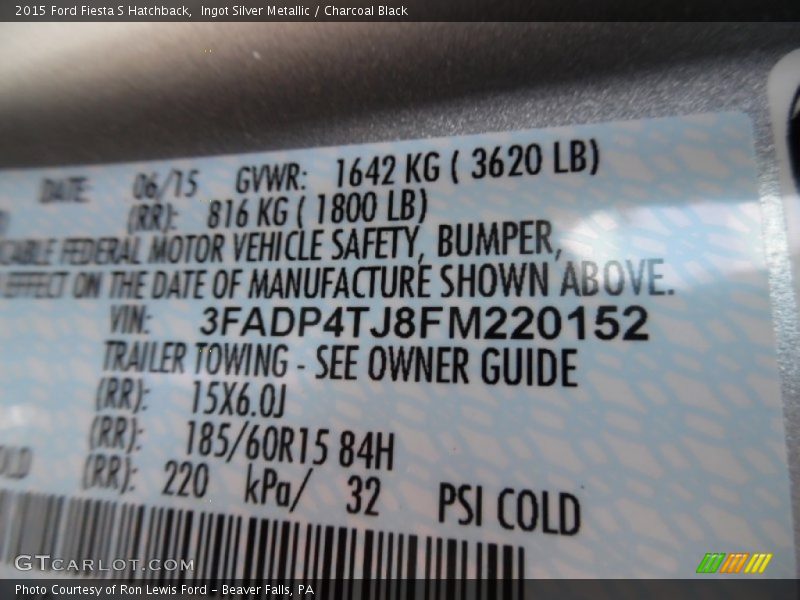 2015 Ford Fiesta S Hatchback,  Ingot Silver Metallic / Charcoal Black
DATE: 06/15 GVWR: 1642 KG ( 3620 LB)
(RR): 816 KG ( 1800 LB)
FEDERAL MOTOR VEHICLE SAFETY, BUMPER,
EFFECT ON THE DATE OF MANUFACTURE SHOWN ABOVE.
VIN: 3FADP4TJ8FM220152
TRAILER TOWING - SEE OWNER GUIDE
(RR): 15X6.0J
(RR): 185/60R15 84H
(RR): 220 kPa/ 32 PSI COLD
GTCARLOT.COM
Photo Courtesy of Ron Lewis Ford – Beaver Falls, PA